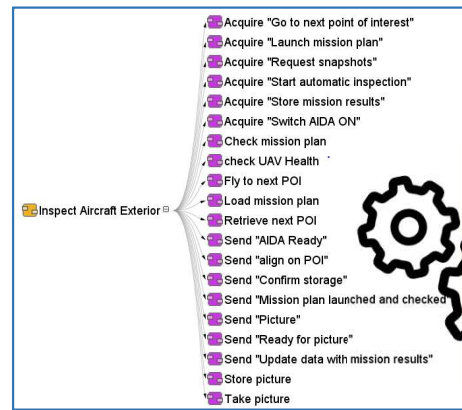 Acquire "Go to next point of interest"
Acquire "Launch mission plan"
Acquire "Request snapshots"
Acquire "Start automatic inspection"
Acquire "Store mission results"
Acquire "Switch AIDA ON"
Check mission plan
check UAV Health
Fly to next POI
Load mission plan
Inspect Aircraft Exterior
Retrieve next POI
Send "AIDA Ready"
Send "align on POI"
Send "Confirm storage"
Send "Mission plan launched and checked
Send "Picture"
Send "Ready for picture"
Send "Update data with mission results"
Store picture
Take picture